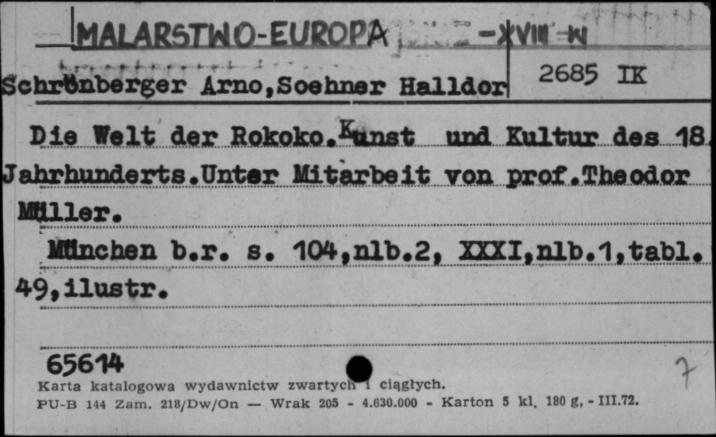 MALARSTWO-EUROPA -XVIII W
Schrönberger Arno,Soehner Halldor 2685 IK
Die Welt der Rokoko.Kunst und Kultur des 18.
Jahrhunderts.Unter Mitarbeit von prof.Theodor
Müller.
München b.r. s. 104,nlb.2, XXXI,nlb.1,tabl.
49,ilustr.
65614
7
Karta katalogowa wydawnictw zwartych i ciągłych.
PU-B 144 Zam. 218/Dw/On — Wrak 205 - 4.630.000 - Karton 5 kl. 180 g, - III.72.